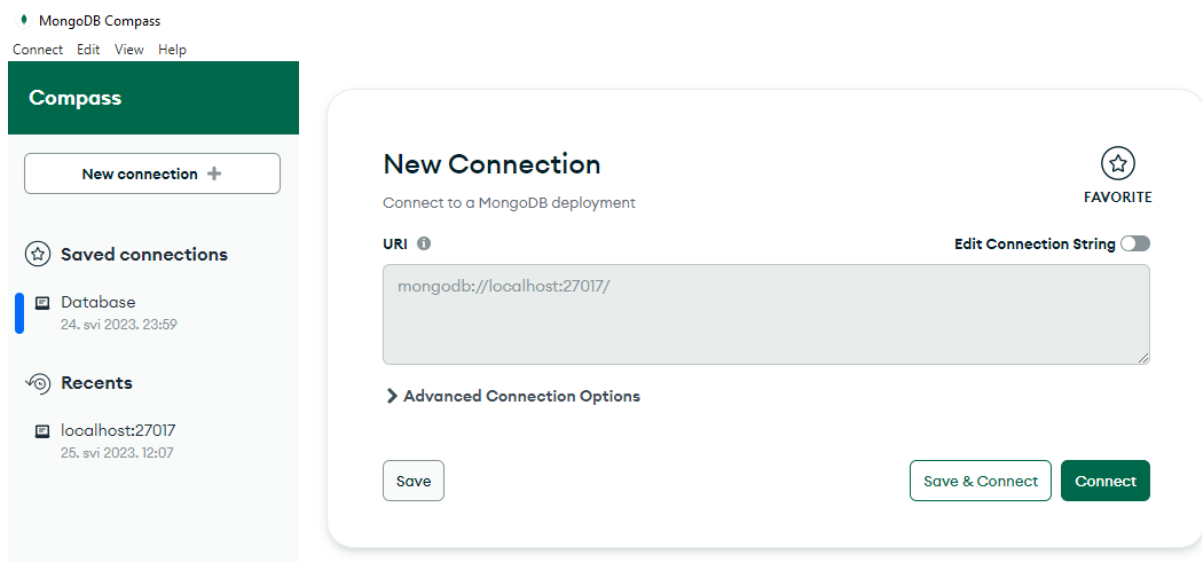 MongoDB Compass
Connect Edit View Help
Compass
New connection
Saved connections
Database
24. svi 2023. 23:59
Recents
localhost:27017
25. svi 2023. 12:07
New Connection
Connect to a MongoDB deployment
FAVORITE
URI
Edit Connection String
mongodb://localhost:27017/
Advanced Connection Options
Save
Save & Connect
Connect